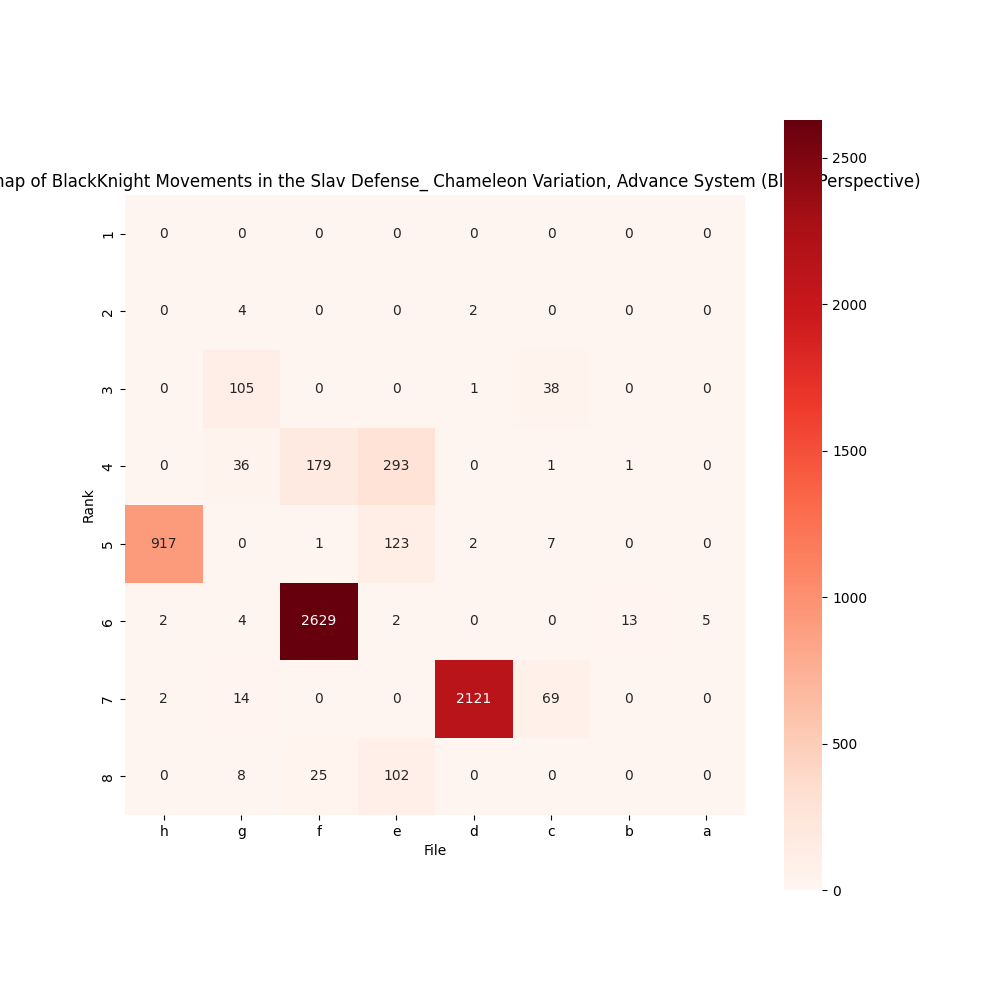 of BlackKnight Movements in the Slav Defense_ Chameleon Variation, Advance System Perspective)
1 0 0 0 0 0 0 0 0
2 0 4 0 0 2 0 0 0
3 0 105 0 0 1 38 0 0
4 0 36 179 293 0 1 1 0
Rank
5 917 0 1 123 2 7 0 0
6 2 4 2629 2 0 0 13 5
7 2 14 0 0 2121 69 0 0
8 0 8 25 102 0 0 0 0
h g f e d c b a
File
2500
2000
1500
1000
500
0